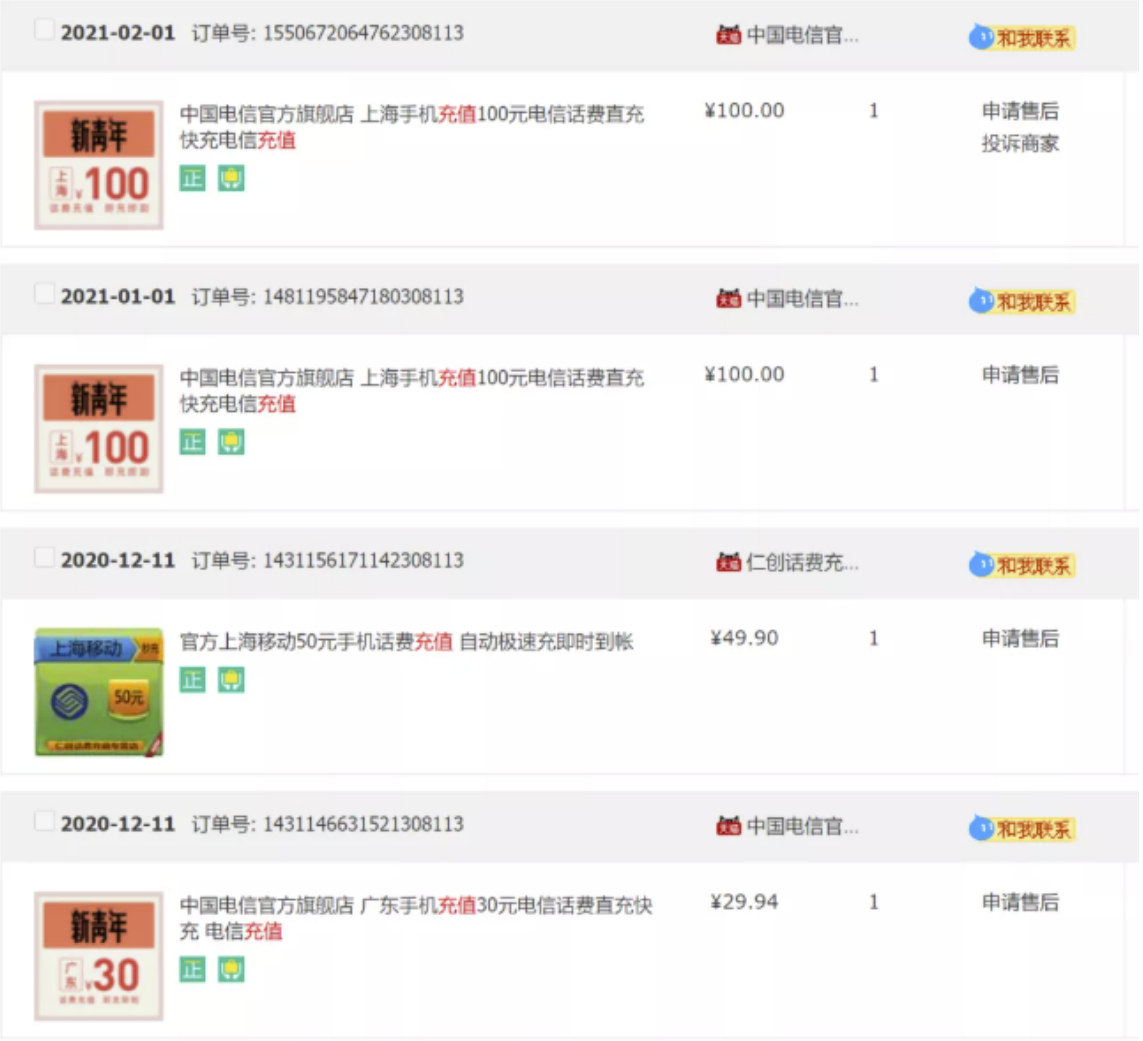 2021-02-01 订单号: 1550672064762308113 天猫 中国电信官... 和我联系
新青年
上海 ¥100
话费充值 即充即到
中国电信官方旗舰店 上海手机充值100元电信话费直充
快充电信充值
正
¥100.00 1 申请售后
投诉商家
2021-01-01 订单号: 1481195847180308113 天猫 中国电信官... 和我联系
新青年
上海 ¥100
话费充值 即充即到
中国电信官方旗舰店 上海手机充值100元电信话费直充
快充电信充值
正
¥100.00 1 申请售后
2020-12-11 订单号: 1431156171142308113 天猫 仁创话费充... 和我联系
上海移动 即充
50元
官方上海移动50元手机话费充值 自动极速充即时到帐
正
¥49.90 1 申请售后
2020-12-11 订单号: 1431146631521308113 天猫 中国电信官... 和我联系
新青年
广东 ¥30
话费充值 即充即到
中国电信官方旗舰店 广东手机充值30元电信话费直充快
充 电信充值
正
¥29.94 1 申请售后